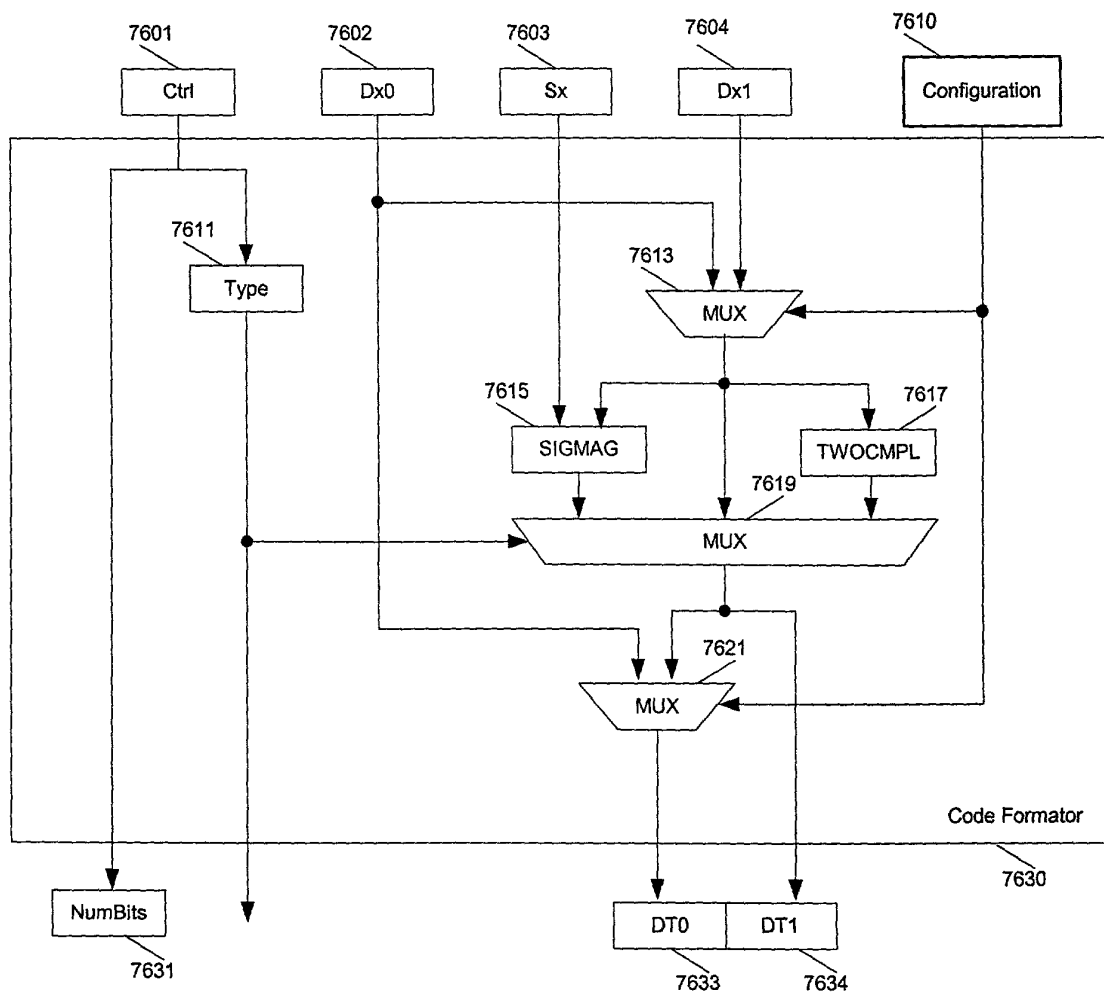 7601
7602
7603
7604
7610
Ctrl
Dx0
Sx
Dx1
Configuration
7611
Type
7613
MUX
7615
SIGMAG
7617
TWOCMPL
7619
MUX
7621
MUX
Code Formator
7630
NumBits
7631
DT0
DT1
7633
7634